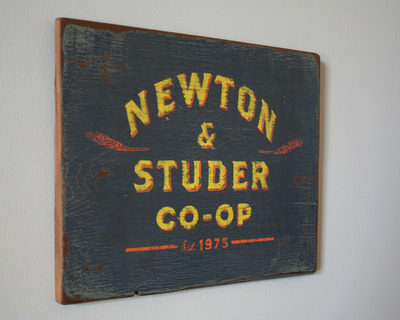 NEWTON
&
STUDER
CO-OP
Est. 1975